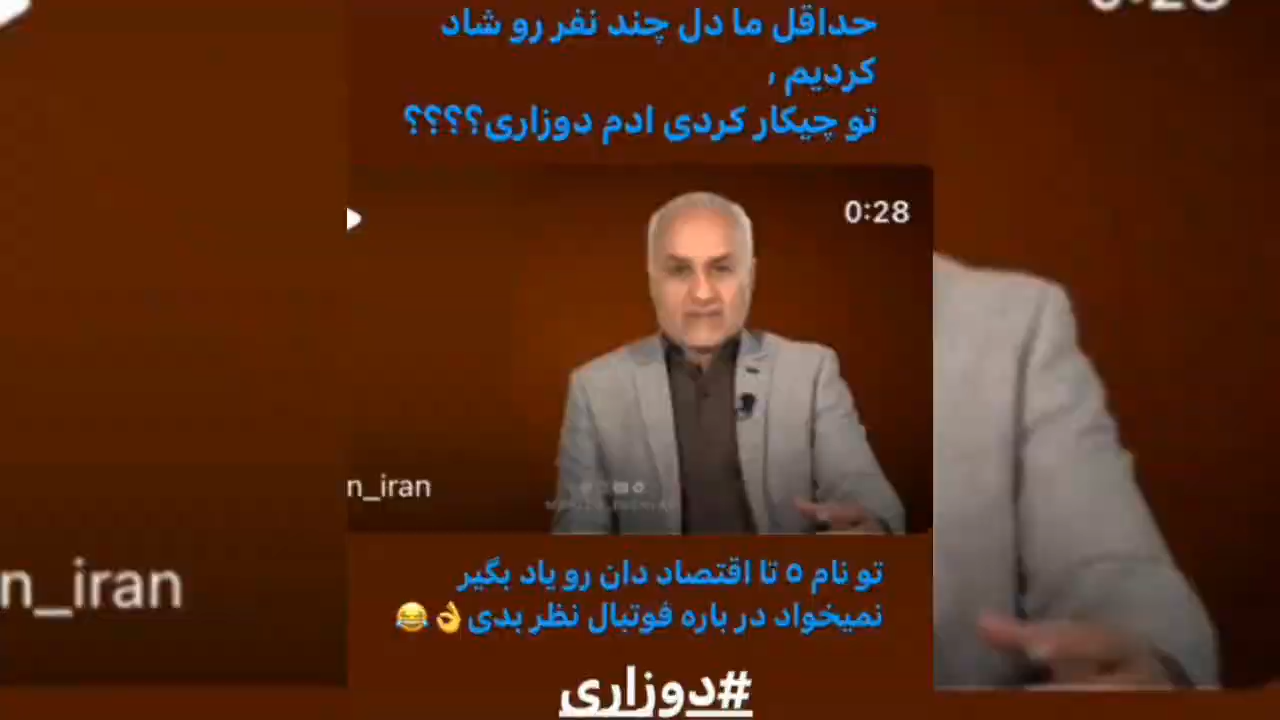 حداقل ما دل چند نفر رو شاد
کردیم ،
تو چیکار کردی ادم دوزاری؟؟؟؟
0:28
n_iran
n_iran
تو نام ۵ تا اقتصاد دان رو یاد بگیر
نمیخواد در باره فوتبال نظر بدی👌😂
#دوزاری